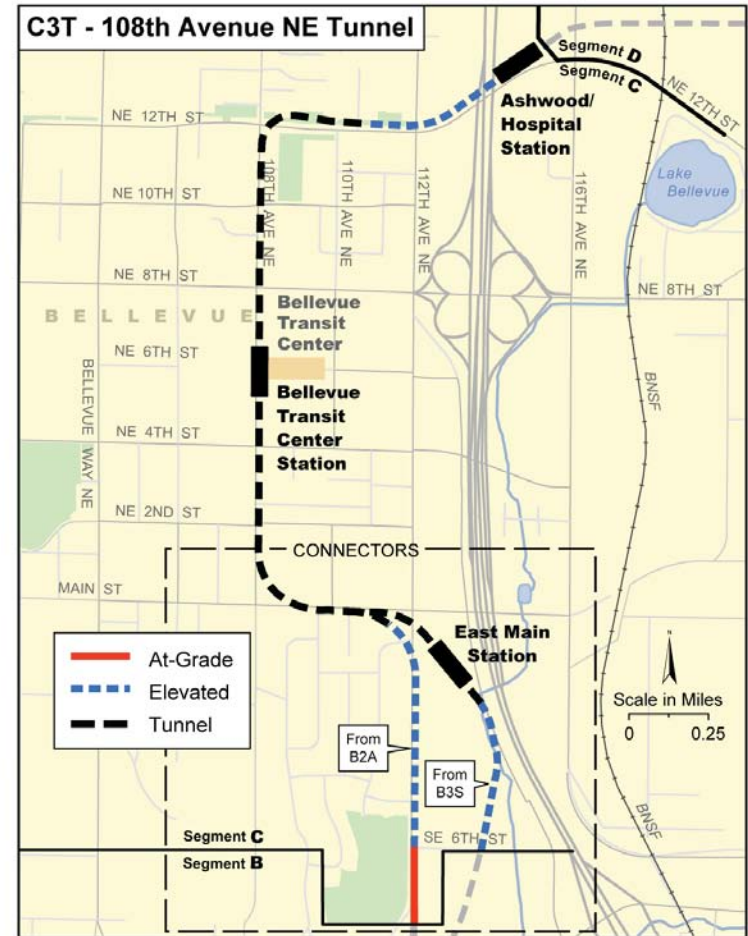 C3T - 108th Avenue NE Tunnel
Segment D
Segment C
NE 12TH ST
Ashwood/
Hospital
Station
NE 12TH ST
Lake
Bellevue
108TH AVE NE
110TH AVE NE
112TH AVE NE
116TH AVE NE
NE 10TH ST
NE 8TH ST
NE 8TH ST
BELLEVUE
Bellevue
Transit
Center
NE 6TH ST
Bellevue
Transit
Center
Station
BELLEVUE WAY NE
BNSF
NE 4TH ST
NE 2ND ST
CONNECTORS
MAIN ST
East Main
Station
At-Grade
Elevated
Tunnel
N
Scale in Miles
0 0.25
From
B2A
From
B3S
BNSF
SE 6TH ST
Segment C
Segment B